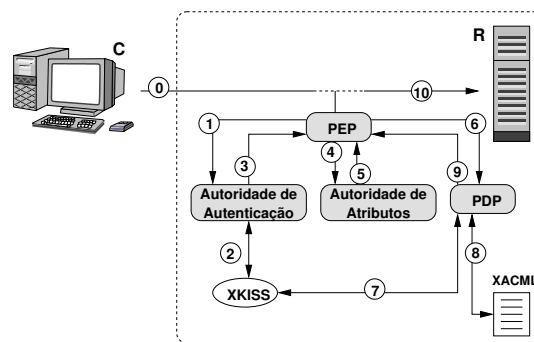 C
R
0
10
1
PEP
6
3
4
5
9
Autoridade de
Autenticação
Autoridade de
Atributos
PDP
2
8
XKISS
7
XACML